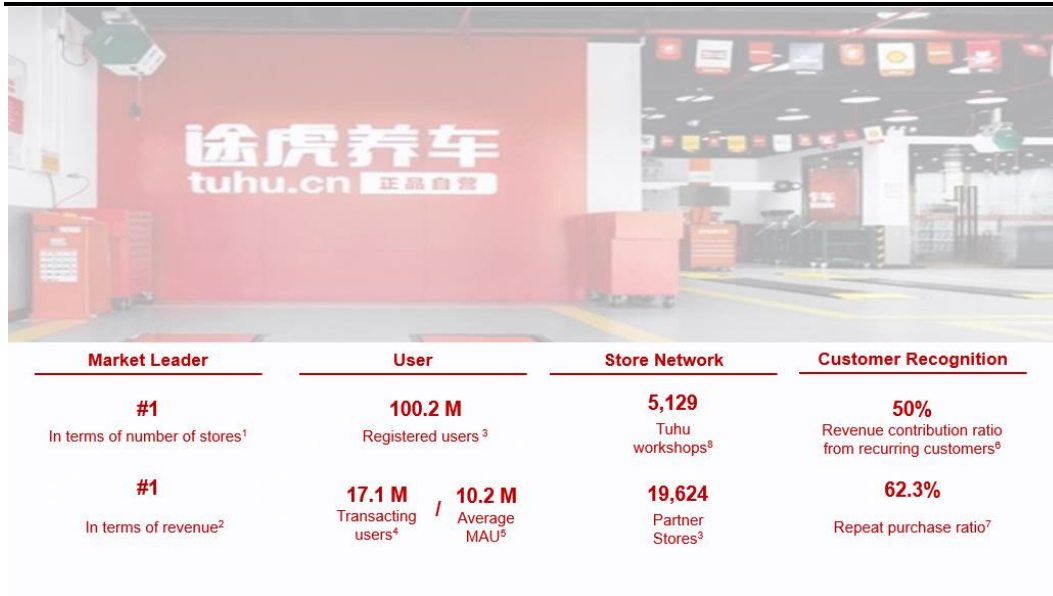 途虎养车
tuhu.cn 正品自营
Market Leader
#1
In terms of number of stores¹
#1
In terms of revenue²
User
100.2 M
Registered users ³
17.1 M / 10.2 M
Transacting Average
users⁴ MAU⁵
Store Network
5,129
Tuhu
workshops⁸
19,624
Partner
Stores³
Customer Recognition
50%
Revenue contribution ratio
from recurring customers⁶
62.3%
Repeat purchase ratio⁷